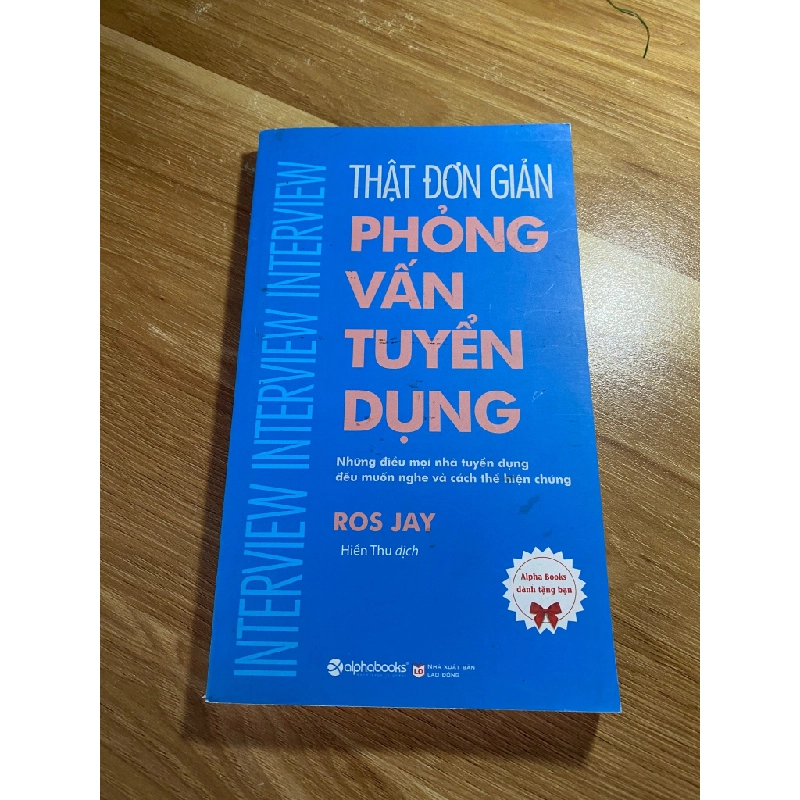 INTERVIEW INTERVIEW INTERVIEW
THẬT ĐƠN GIẢN
PHỎNG
VẤN
TUYỂN
DỤNG
Những điều mọi nhà tuyển dụng
đều muốn nghe và cách thể hiện chúng
ROS JAY
Hiền Thu dịch
Alpha Books
dành tặng bạn
alphabooks
LĐ
NHÀ XUẤT BẢN
LAO ĐỘNG